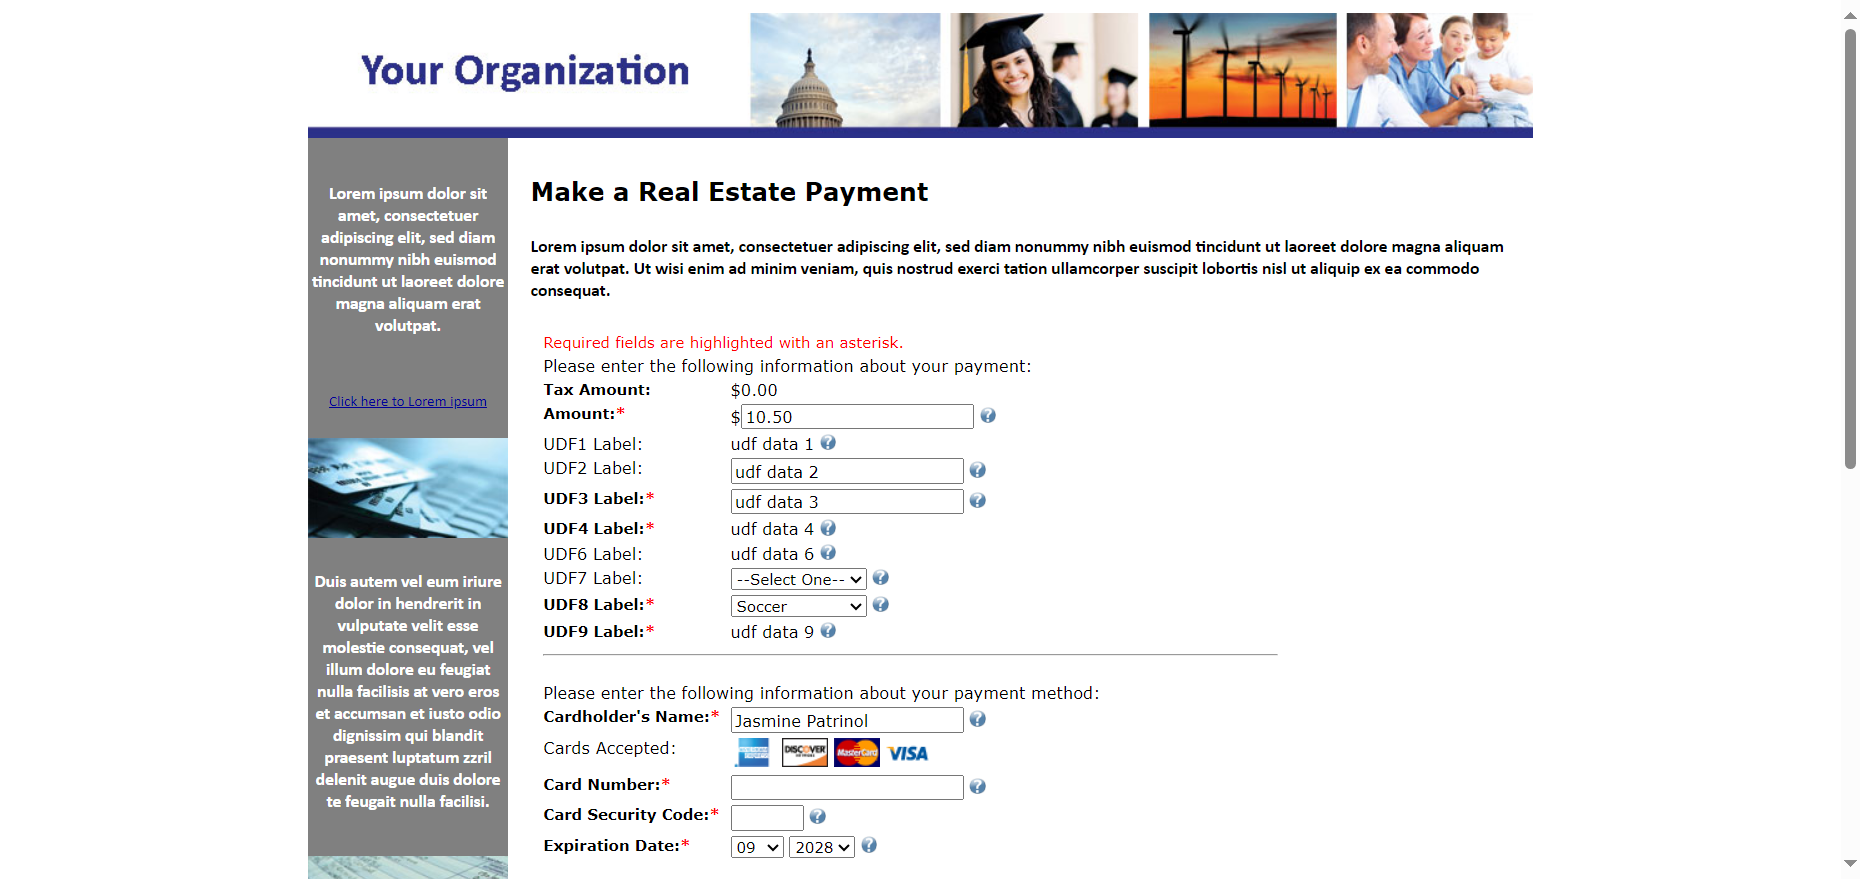 Your Organization
Lorem ipsum dolor sit
amet, consectetuer
adipiscing elit, sed diam
nonummy nibh euismod
tincidunt ut laoreet dolore
magna aliquam erat
volutpat.
Click here to Lorem ipsum
Duis autem vel eum iriure
dolor in hendrerit in
vulputate velit esse
molestie consequat, vel
illum dolore eu feugiat
nulla facilisis at vero eros
et accumsan et iusto odio
dignissim qui blandit
praesent luptatum zzril
delenit augue duis dolore
te feugait nulla facilisi.
Make a Real Estate Payment
Lorem ipsum dolor sit amet, consectetuer adipiscing elit, sed diam nonummy nibh euismod tincidunt ut laoreet dolore magna aliquam
erat volutpat. Ut wisi enim ad minim veniam, quis nostrud exerci tation ullamcorper suscipit lobortis nisl ut aliquip ex ea commodo
consequat.
Required fields are highlighted with an asterisk.
Please enter the following information about your payment:
Tax Amount: $0.00
Amount:* $ 10.50 ?
UDF1 Label: udf data 1 ?
UDF2 Label: udf data 2 ?
UDF3 Label:* udf data 3 ?
UDF4 Label:* udf data 4 ?
UDF6 Label: udf data 6 ?
UDF7 Label: --Select One-- ?
UDF8 Label:* Soccer ?
UDF9 Label:* udf data 9 ?
Please enter the following information about your payment method:
Cardholder's Name:* Jasmine Patrinol ?
Cards Accepted: DISCOVER MasterCard VISA
Card Number:* ?
Card Security Code:* ?
Expiration Date:* 09 2028 ?